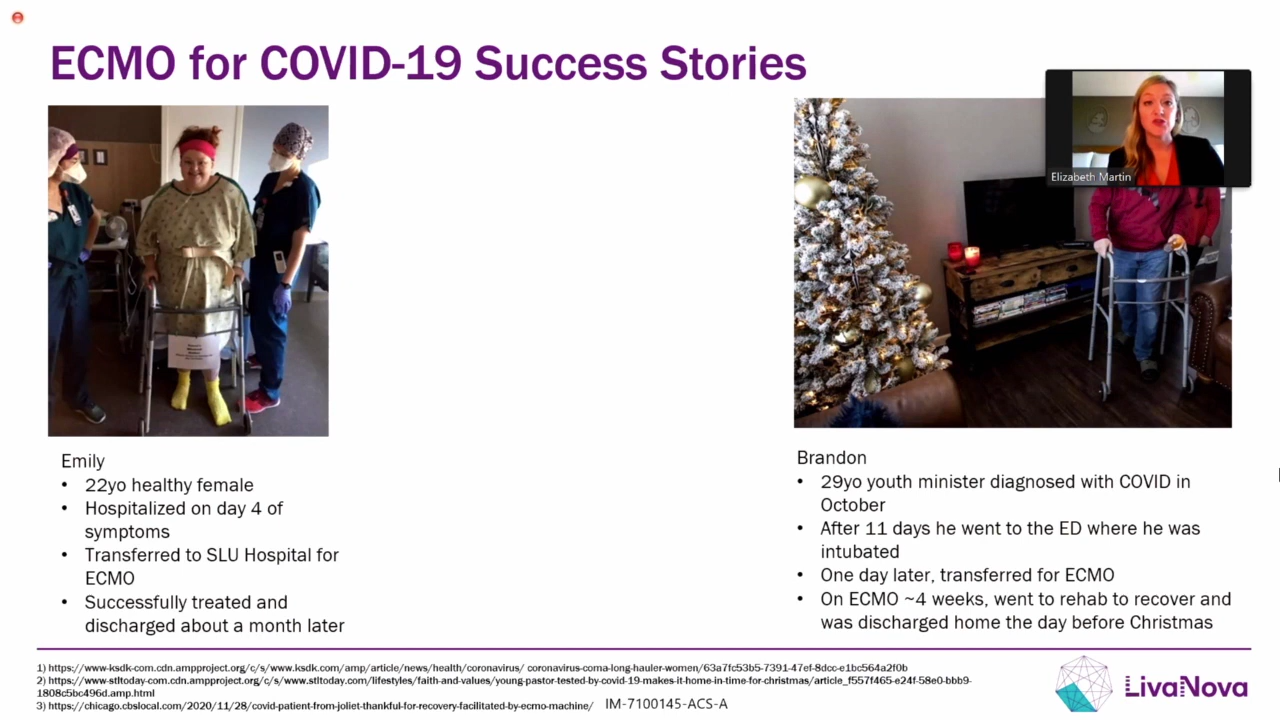 ECMO for COVID-19 Success Stories
Elizabeth Martin
Emily
• 22yo healthy female
• Hospitalized on day 4 of
symptoms
• Transferred to SLU Hospital for
ECMO
• Successfully treated and
discharged about a month later
Brandon
• 29yo youth minister diagnosed with COVID in
October
• After 11 days he went to the ED where he was
intubated
• One day later, transferred for ECMO
• On ECMO ~4 weeks, went to rehab to recover and
was discharged home the day before Christmas
1) https://www-ksdk-com.cdn.ampproject.org/c/s/www.ksdk.com/amp/article/news/health/coronavirus/ coronavirus-coma-long-hauler-women/63a7fc53b5-7391-47ef-8dcc-e1bc564a2f0b
2) https://www-stltoday-com.cdn.ampproject.org/c/s/www.stltoday.com/lifestyles/faith-and-values/young-pastor-tested-by-covid-19-makes-it-home-in-time-for-christmas/article_f557f465-e24f-58e0-bbb9-
1808c5bc496d.amp.html
3) https://chicago.cbslocal.com/2020/11/28/covid-patient-from-joliet-thankful-for-recovery-facilitated-by-ecmo-machine/
IM-7100145-ACS-A
LivaNova